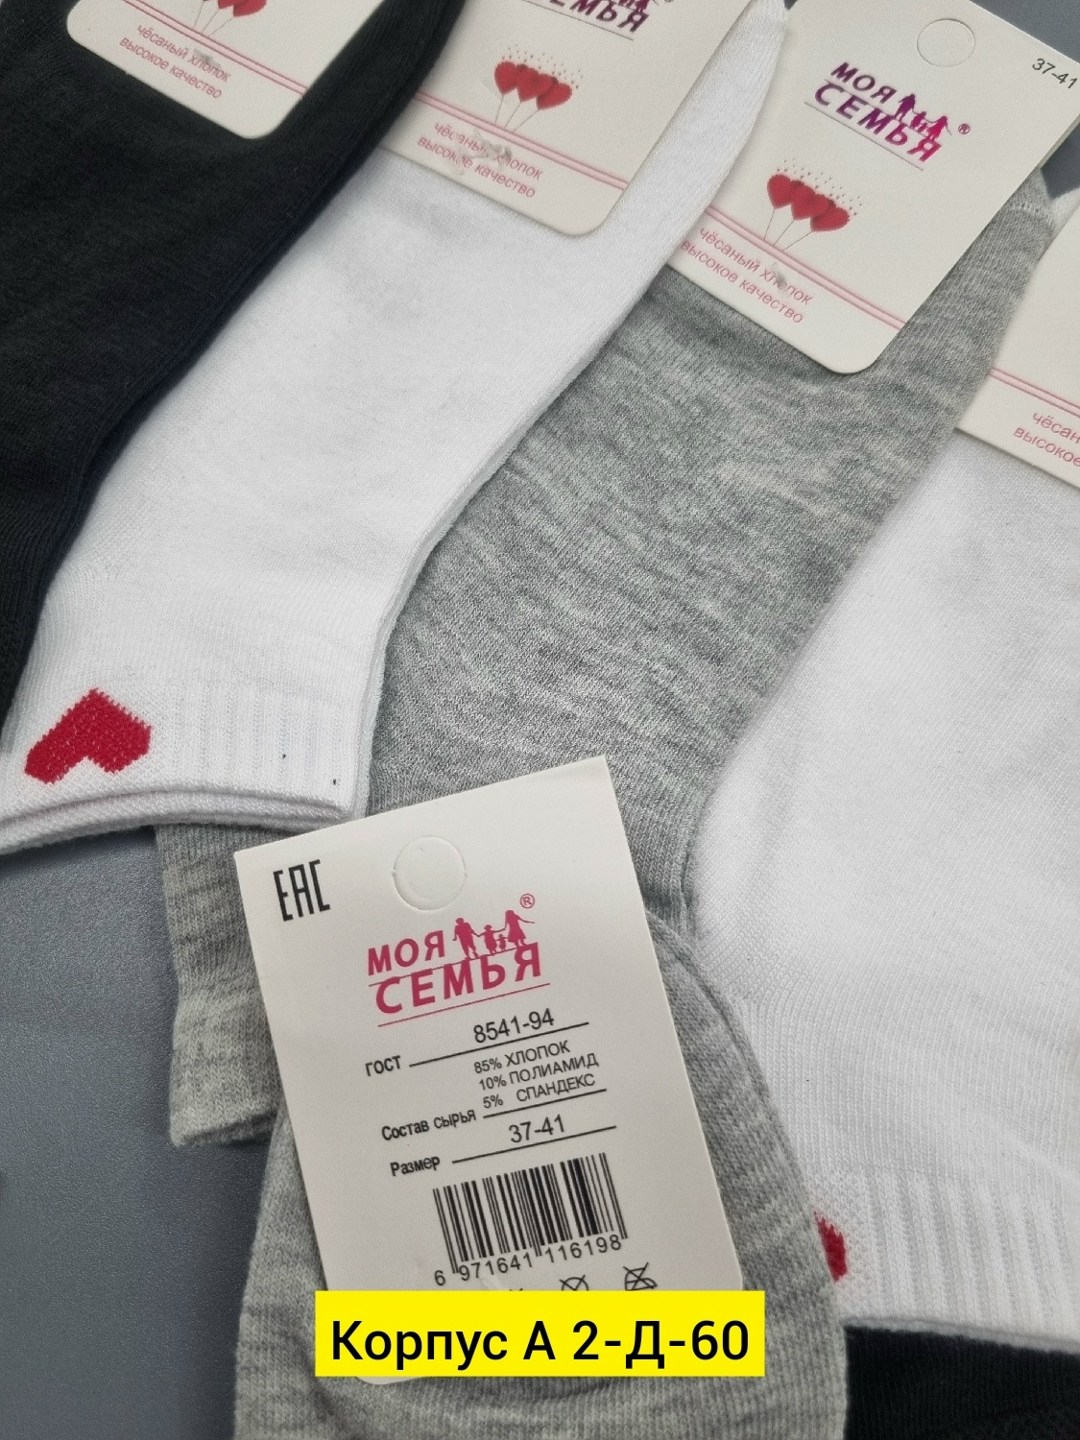 чёсаный хлопок
высокое качество
СЕМЬЯ
чёсаный хлопок
высокое качество
37-41
МОЯ
СЕМЬЯ
®
чёсаный хлопок
высокое качество
высокое
ЕАС
МОЯ
СЕМЬЯ
®
ГОСТ 8541-94
85% ХЛОПОК
10% ПОЛИАМИД
5% СПАНДЕКС
Состав сырья
Размер 37-41
6 971641 116198
Корпус А 2-Д-60